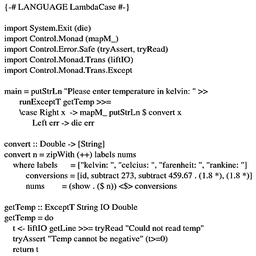 {-# LANGUAGE LambdaCase #-}
import System.Exit (die)
import Control.Monad (mapM_)
import Control.Error.Safe (tryAssert, tryRead)
import Control.Monad.Trans (liftIO)
import Control.Monad.Trans.Except
main = putStrLn "Please enter temperature in kelvin: " >>
runExceptT getTemp >>=
\case Right x -> mapM_ putStrLn $ convert x
Left err -> die err
convert :: Double -> [String]
convert n = zipWith (++) labels nums
where labels = ["kelvin: ", "celcius: ", "farenheit: ", "rankine: "]
conversions = [id, subtract 273, subtract 459.67 . (1.8 *), (1.8 *)]
nums = (show . ($ n)) <$> conversions
getTemp :: ExceptT String IO Double
getTemp = do
t <- liftIO getLine >>= tryRead "Could not read temp"
tryAssert "Temp cannot be negative" (t>=0)
return t